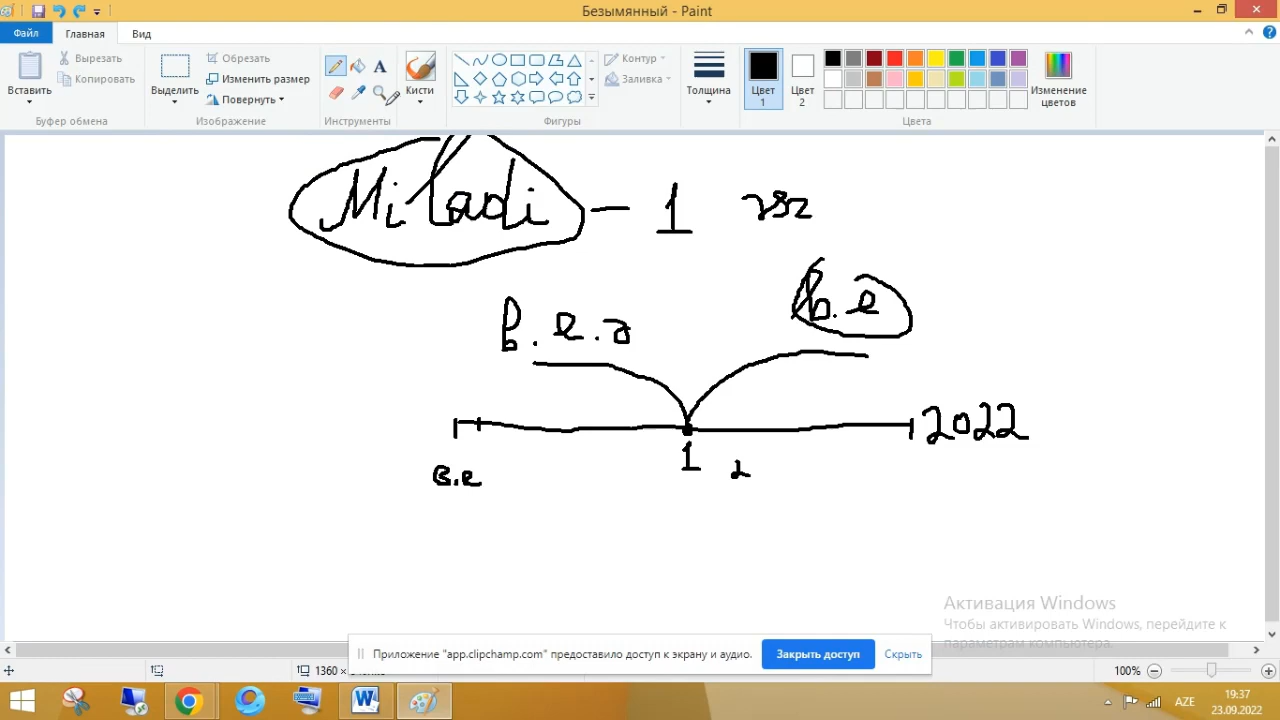 Безымянный - Paint
Файл Главная Вид
Вставить
Вырезать
Копировать
Буфер обмена
Выделить
Обрезать
Изменить размер
Повернуть
Изображение
Инструменты
Кисти
Контур
Заливка
Фигуры
Толщина
Цвет 1
Цвет 2
Изменение цветов
Цвета
Miladi - 1
b.e.ə b.e
2022
1 2
B.e
Активация Windows
Чтобы активировать Windows, перейдите к
параметрам компьютера.
Приложение "app.clipchamp.com" предоставило доступ к экрану и аудио. Закрыть доступ Скрыть
1360 ×
100%
AZE
19:37
23.09.2022